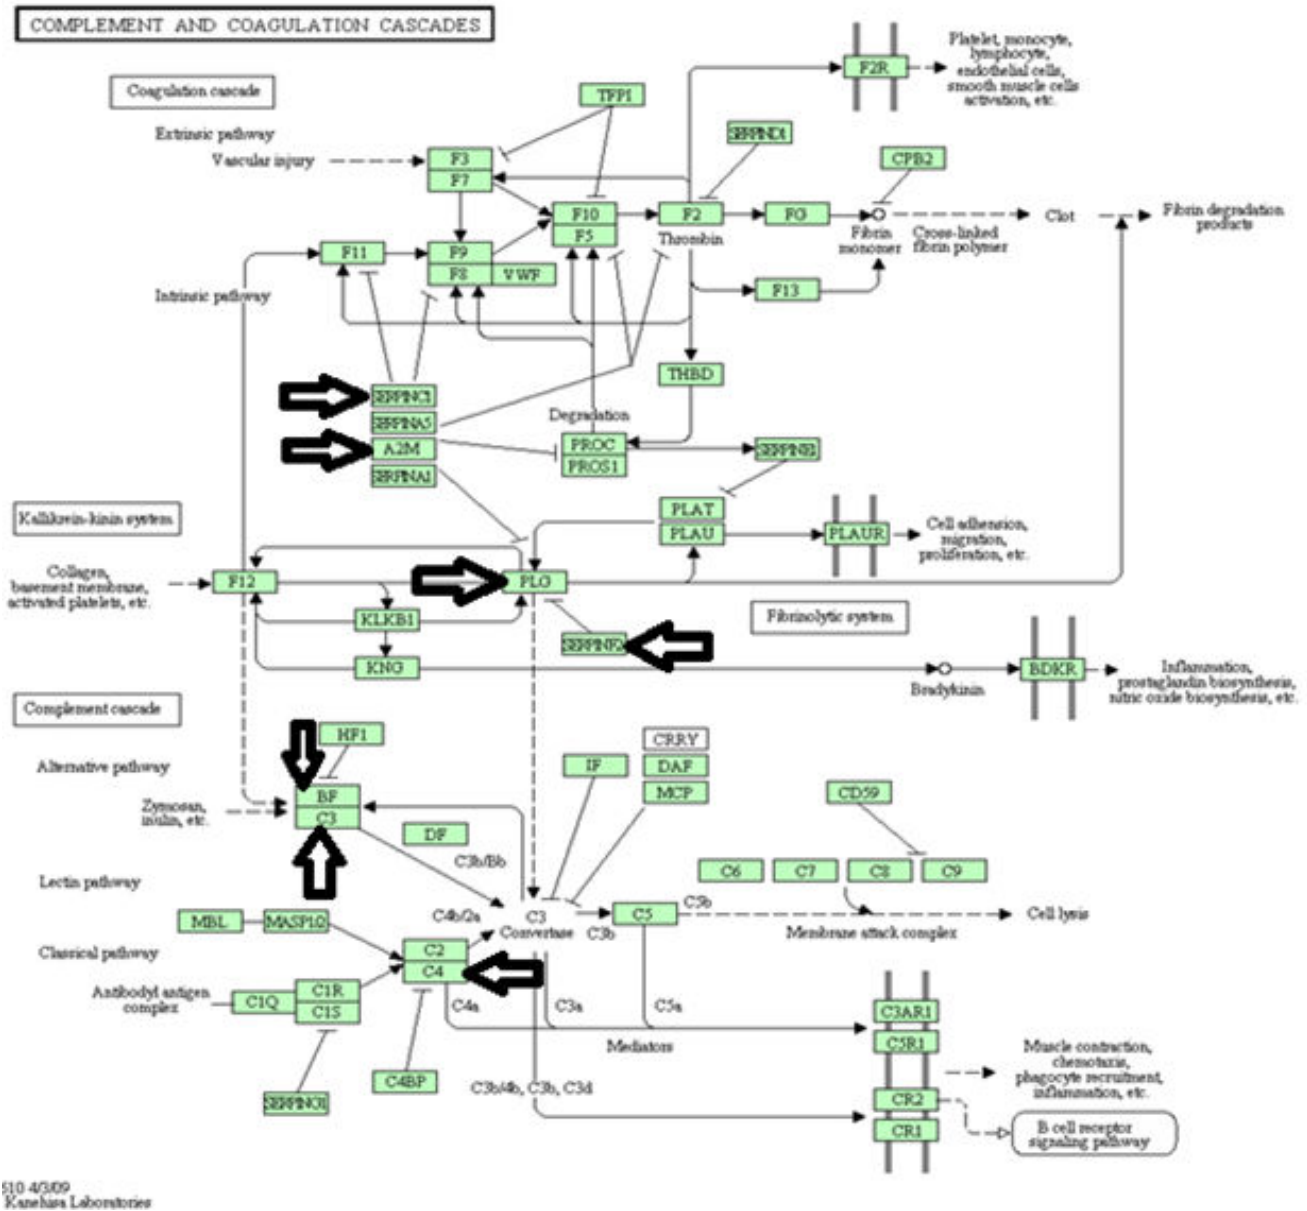 COMPLEMENT AND COAGULATION CASCADES
Coagulation cascade
Extrinsic pathway
Vascular injury
TFPI
F2R
Platelet, monocyte,
lymphocyte,
endothelial cells,
smooth muscle cells
activation, etc.
SERPIND1
CPB2
F3
F7
F10
F5
F2
Thrombin
FG
Fibrin
monomer
Cross-linked
fibrin polymer
Clot
Fibrin degradation
products
F11
F9
F8
VWF
F13
Intrinsic pathway
THBD
SERPINC1
SERPINA5
A2M
SERPINA1
Degradation
PROC
PROS1
SERPINE1
PLAT
PLAU
PLAUR
Cell adhension,
migration,
proliferation, etc.
Kallikrein-kinin system
Collagen,
basement membrane,
activated platelets, etc.
F12
PLG
KLKB1
KNG
SERPINF2
Fibrinolytic system
Bradykinin
BDKR
Inflammation,
prostaglandin biosynthesis,
nitric oxide biosynthesis, etc.
Complement cascade
Alternative pathway
HF1
Zymosan,
inulin, etc.
BF
C3
DF
C3b/Bb
IF
CRRY
DAF
MCP
CD59
C6
C7
C8
C9
Lectin pathway
MBL
MASP1/2
C4b/2a
C3
Convertase
C3b
C5
C5b
Membrane attack complex
Cell lysis
Classical pathway
Antibodyl antigen
complex
C1Q
C1R
C1S
C2
C4
C4a
C3a
C5a
Mediators
SERPING1
C4BP
C3b/4b, C3b, C3d
C3AR1
C5R1
CR2
CR1
Muscle contraction,
chemotaxis,
phagocyte recruitment,
inflammation, etc.
B cell receptor
signaling pathway
510 4/3/09
Kanehisa Laboratories